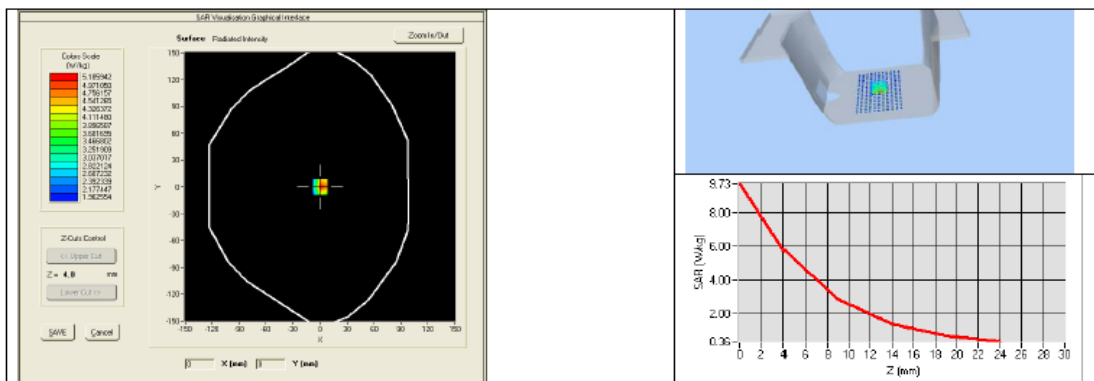 SAR Visualisation Graphical Interface
Surface Radiated Intensity
Zoom In/Out
Colors Scale
(W/kg)
5.185942
4.971050
4.756157
4.541265
4.326372
4.111480
3.896587
3.681695
3.466802
3.251909
3.037017
2.822124
2.607232
2.392339
2.177447
1.962554
150
120
90
60
30
0
-30
-60
-90
-120
-150
Y
-150 -120 -90 -60 -30 0 30 60 90 120 150
X
Z-Cuts Control
<< Upper Cut
Z = 4.0 mm
Lower Cut >>
SAVE Cancel
0 X (mm) Y (mm)
9.73
8.00
6.00
4.00
2.00
0.36
SAR (W/kg)
0 2 4 6 8 10 12 14 16 18 20 22 24 26 28 30
Z (mm)